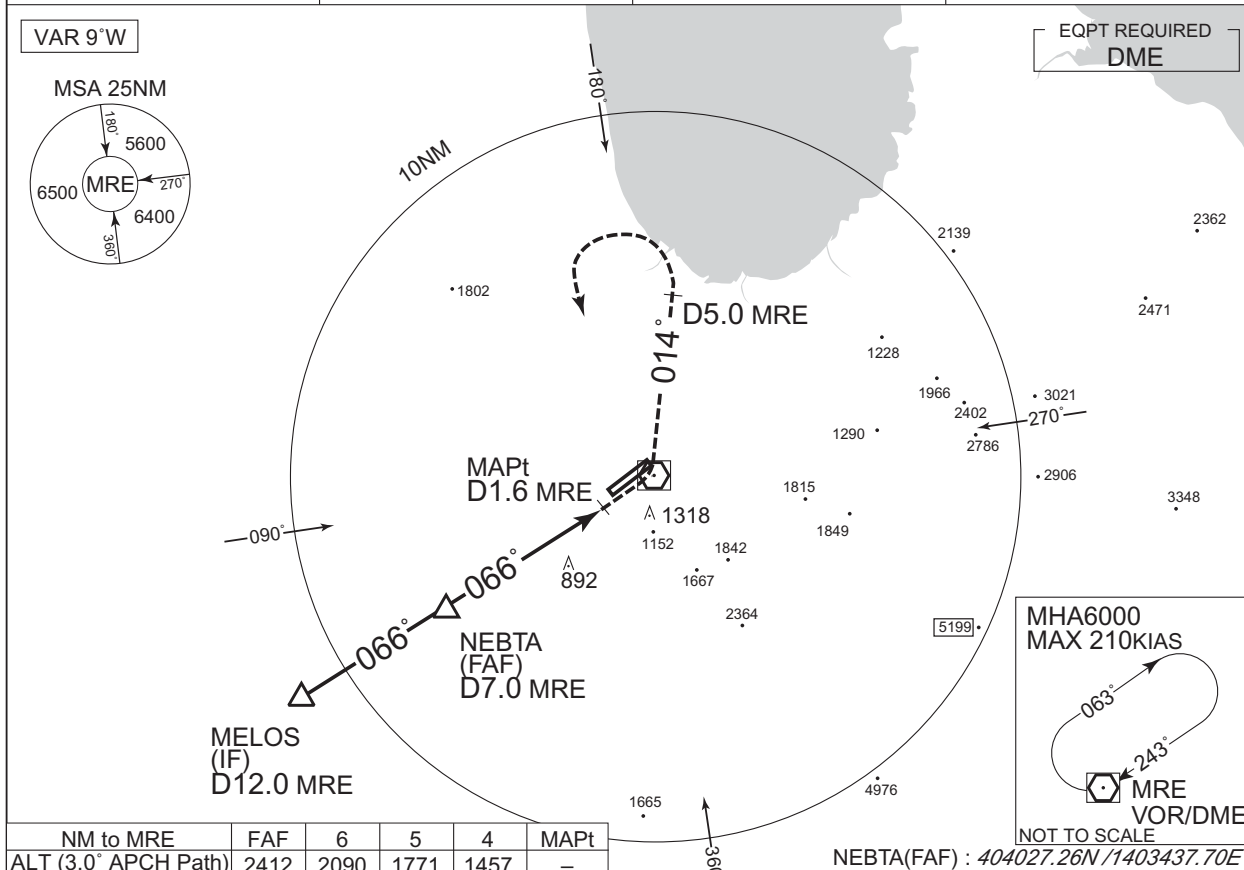 VAR 9°W
EQPT REQUIRED
DME
MSA 25NM
180°
5600
MRE
270°
6500
6400
360°
180°
10NM
2139
2362
1802
2471
D5.0 MRE
014°
1228
1966
3021
2402
270°
1290
2786
MAPt
D1.6 MRE
2906
1815
3348
1318
1849
090°
1152
1842
066°
892
1667
2364
5199
066°
NEBTA
(FAF)
D7.0 MRE
MELOS
(IF)
D12.0 MRE
MHA6000
MAX 210KIAS
063°
243°
MRE
VOR/DME
NOT TO SCALE
4976
1665
NM to MRE FAF 6 5 4 MAPt
ALT (3.0° APCH Path) 2412 2090 1771 1457 –
NEBTA(FAF) : 404027.26N /1403437.70E